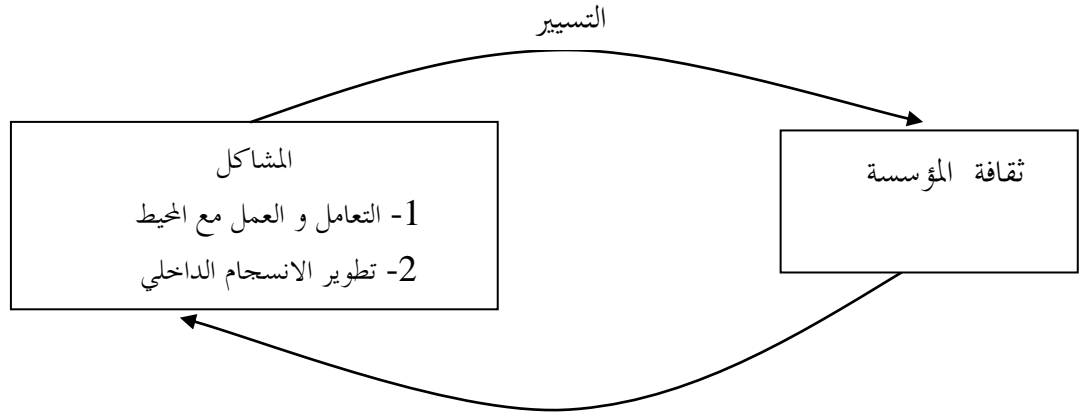 التسيير
ثقافة المؤسسة
المشاكل
1- التعامل و العمل مع المحيط
2- تطوير الانسجام الداخلي